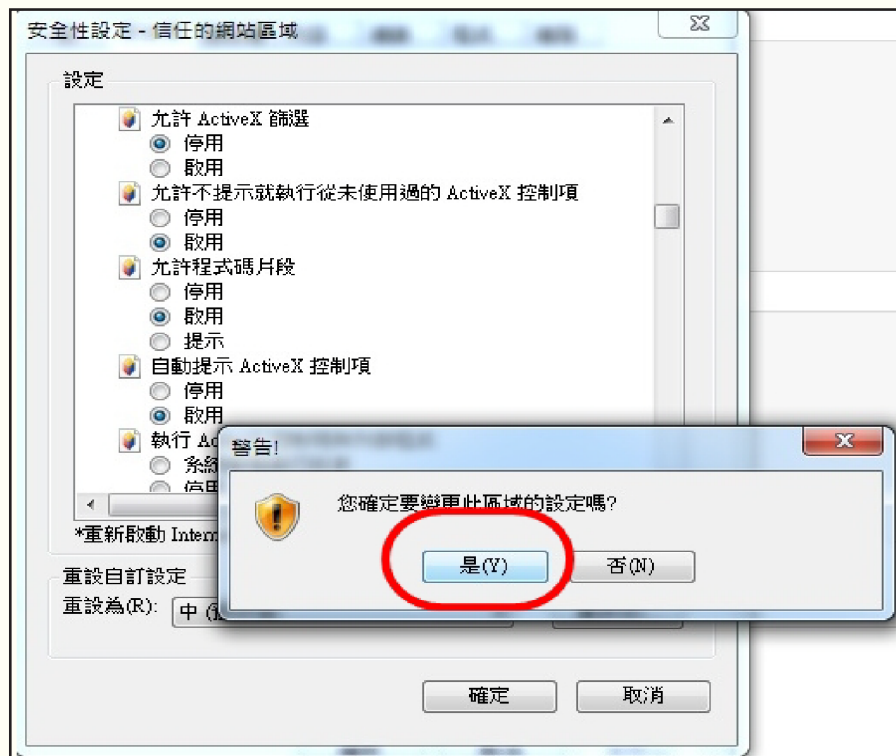 安全性設定 - 信任的網站區域
設定
允許 ActiveX 篩選
停用
啟用
允許不提示就執行從未使用過的 ActiveX 控制項
停用
啟用
允許程式碼片段
停用
啟用
提示
自動提示 ActiveX 控制項
停用
啟用
執行
警告!
您確定要變更此區域的設定嗎?
是(Y)
否(N)
*重新啟動
重設自訂設定
重設為(R):
中
確定
取消